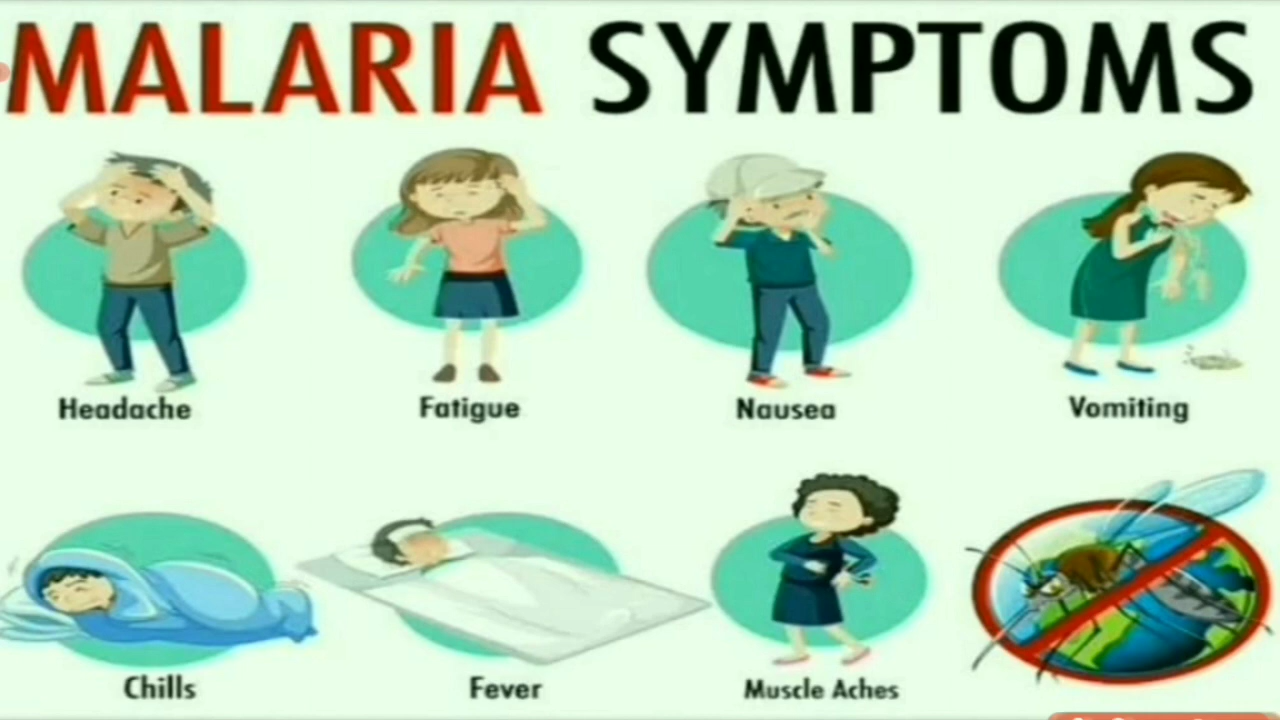 MALARIA SYMPTOMS
Headache
Fatigue
Nausea
Vomiting
Chills
Fever
Muscle Aches